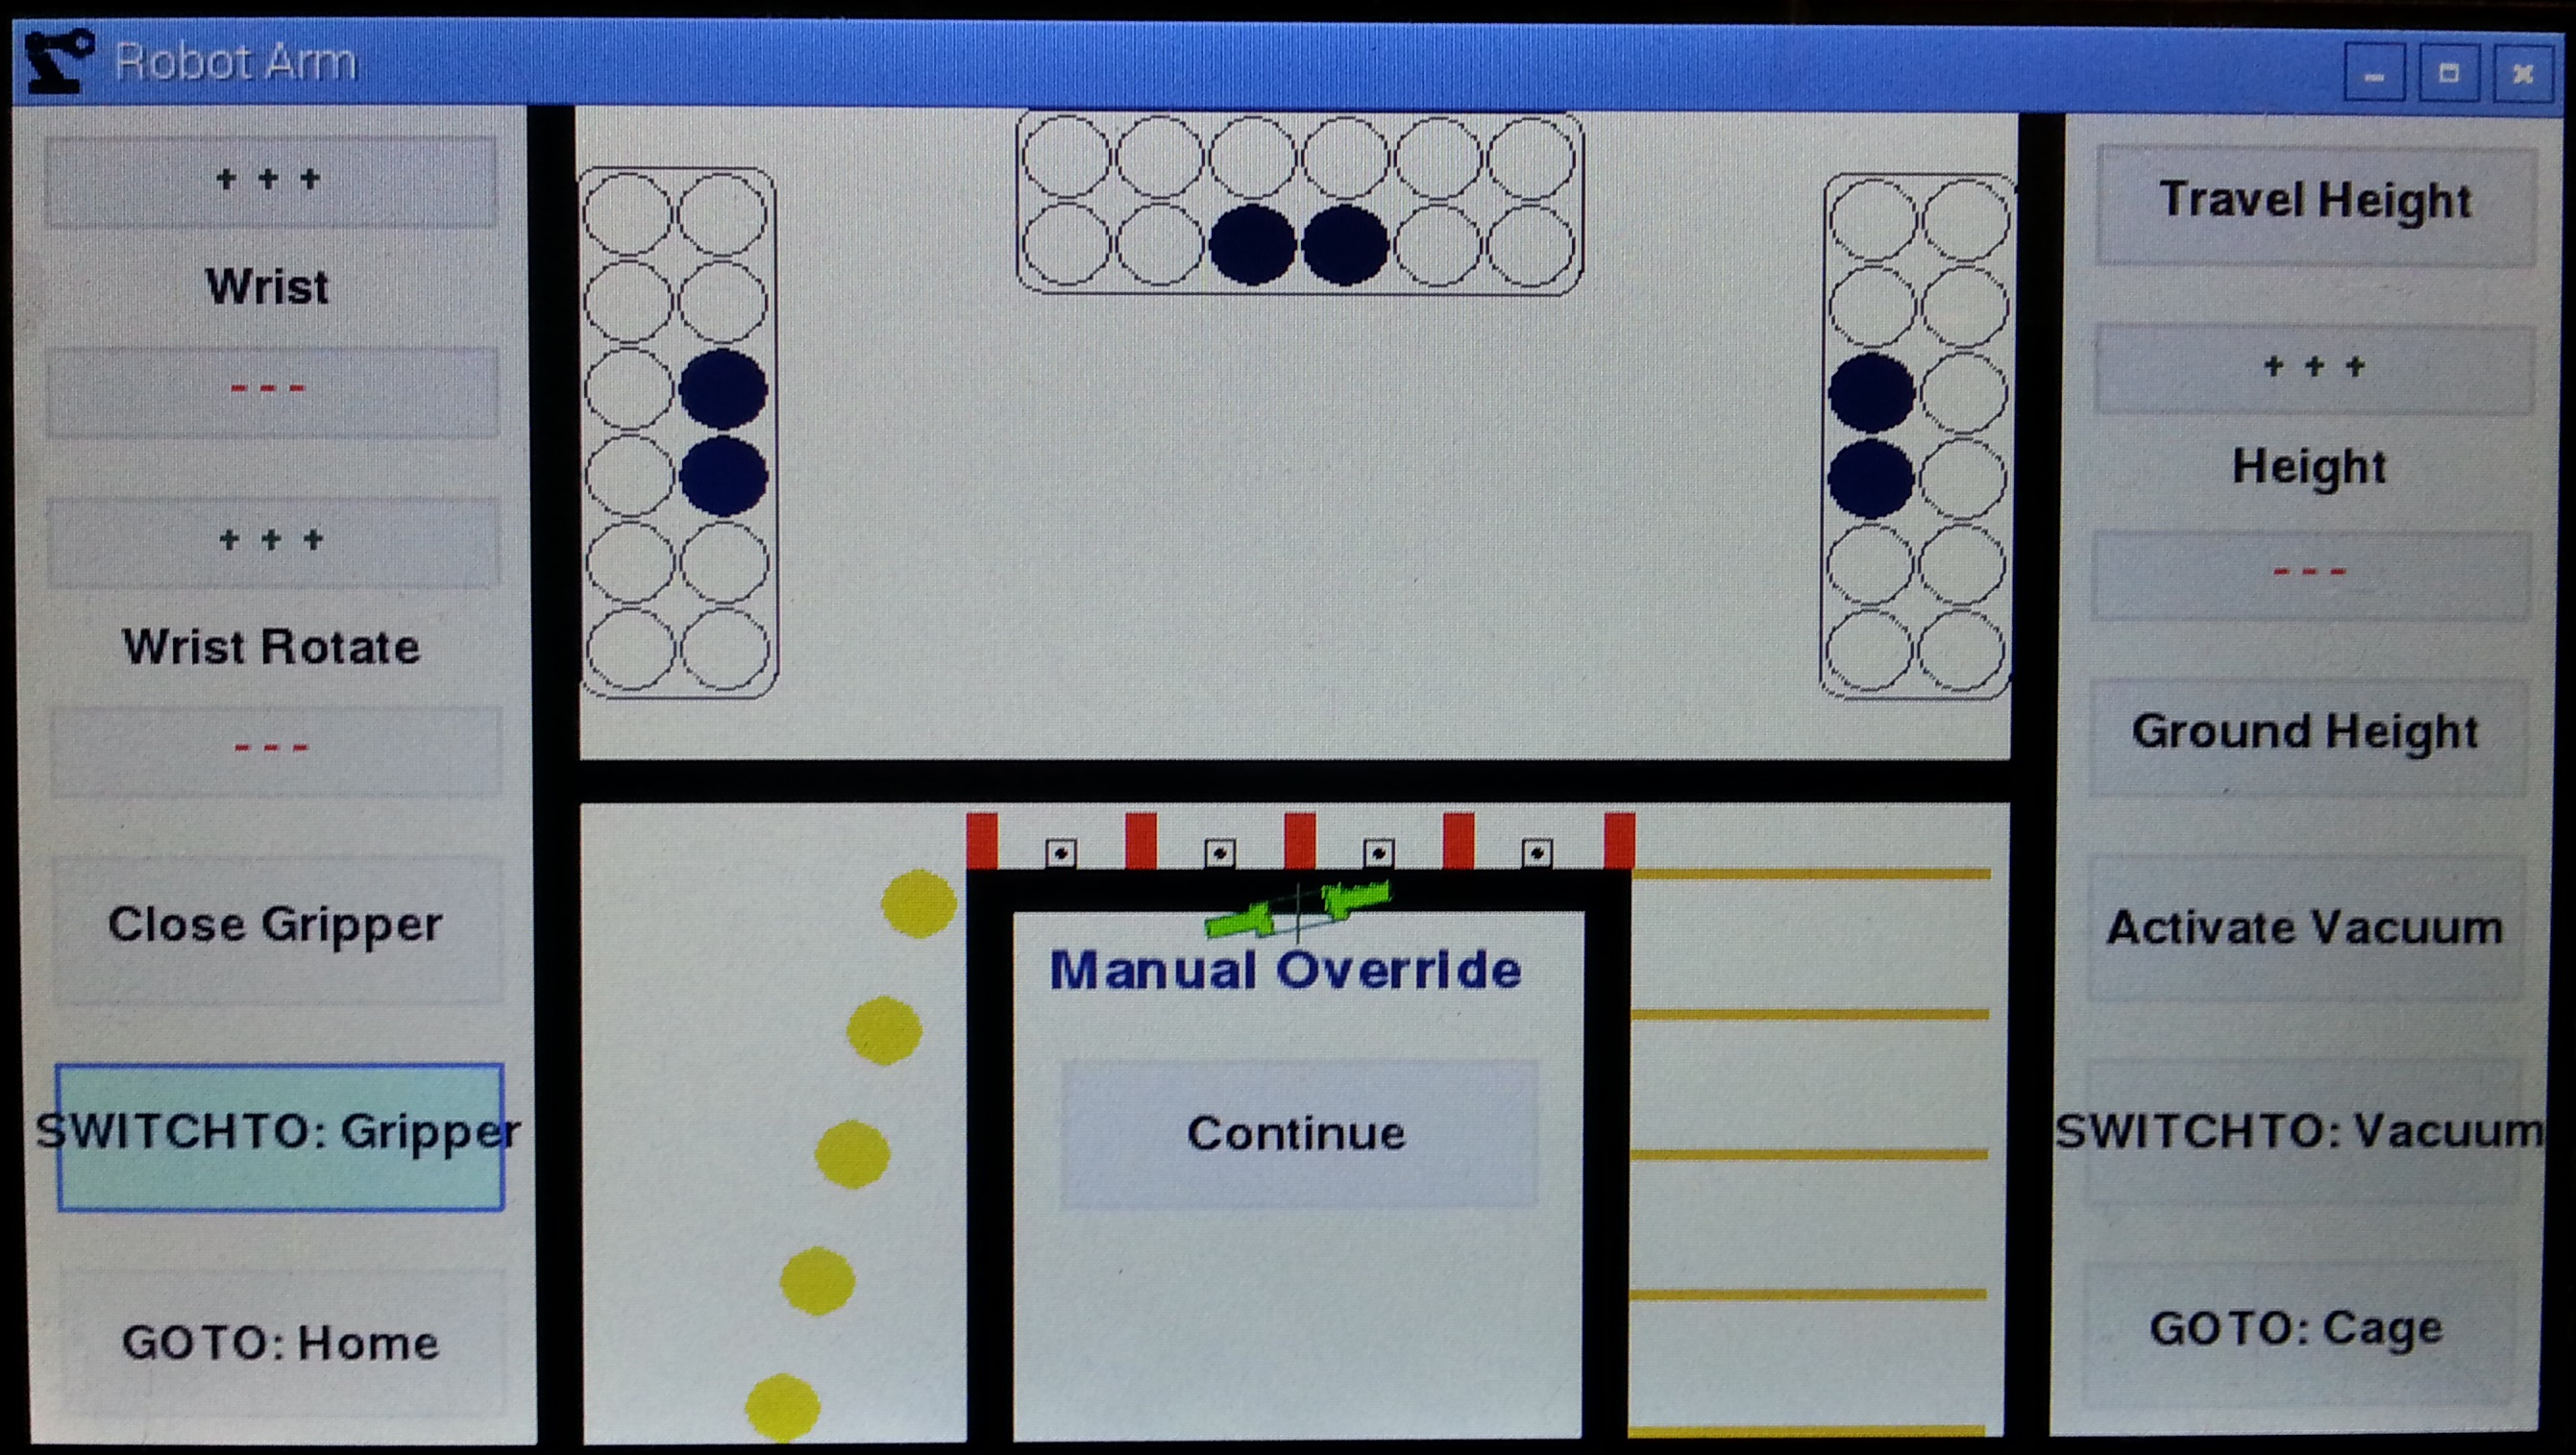 Robot Arm
+ + +
Wrist
- - -
+ + +
Wrist Rotate
- - -
Close Gripper
SWITCHTO: Gripper
GOTO: Home
Manual Override
Continue
Travel Height
+ + +
Height
- - -
Ground Height
Activate Vacuum
SWITCHTO: Vacuum
GOTO: Cage